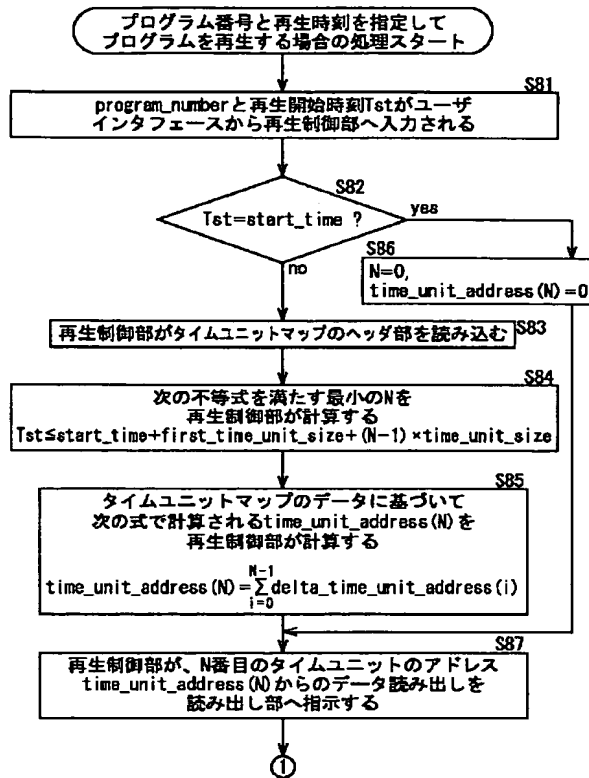 プログラム番号と再生時刻を指定して
プログラムを再生する場合の処理スタート
S81
program_numberと再生開始時刻Tstがユーザ
インタフェースから再生制御部へ入力される
S82
Tst=start_time ?
yes
no
S86
N=0,
time_unit_address(N)=0
再生制御部がタイムユニットマップのヘッダ部を読み込む
S83
S84
次の不等式を満たす最小のNを
再生制御部が計算する
Tst≤start_time+first_time_unit_size+(N-1)×time_unit_size
S85
タイムユニットマップのデータに基づいて
次の式で計算されるtime_unit_address(N)を
再生制御部が計算する
time_unit_address(N)=∑_{i=0}^{N-1}delta_time_unit_address(i)
S87
再生制御部が、N番目のタイムユニットのアドレス
time_unit_address(N)からのデータ読み出しを
読み出し部へ指示する
①